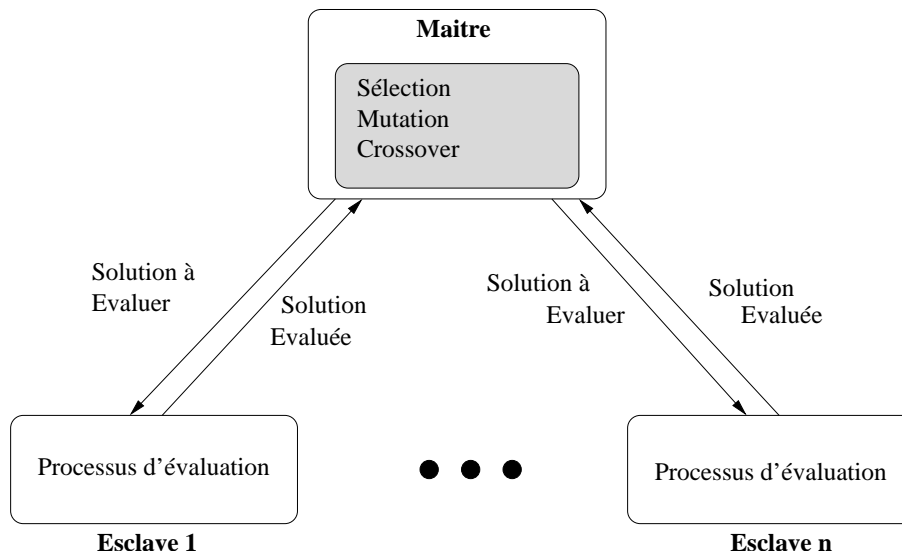 Maitre
Sélection
Mutation
Crossover
Solution à
Evaluer
Solution
Evaluée
Solution à
Evaluer
Solution
Evaluée
Processus d'évaluation
Processus d'évaluation
Esclave 1
Esclave n